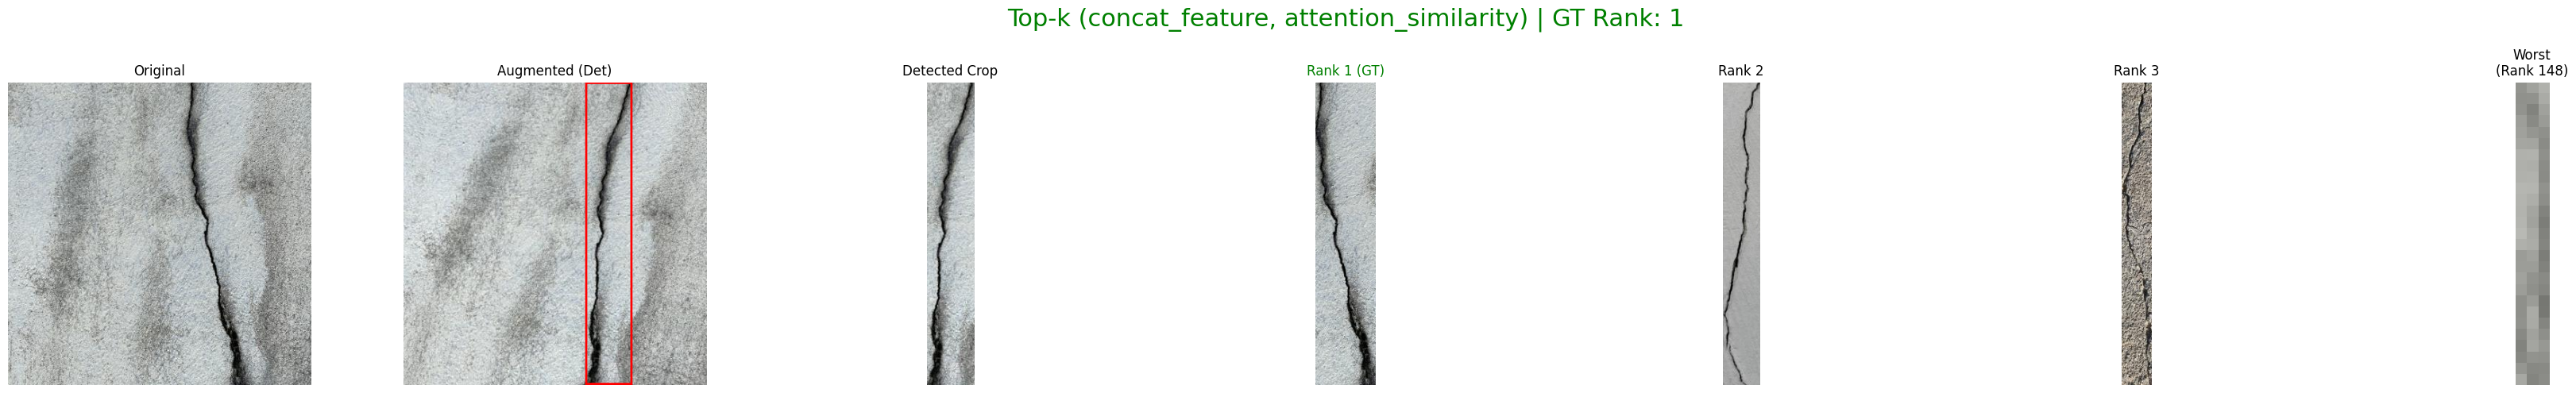 Top-k (concat_feature, attention_similarity) | GT Rank: 1
Original
Augmented (Det)
Detected Crop
Rank 1 (GT)
Rank 2
Rank 3
Worst
(Rank 148)